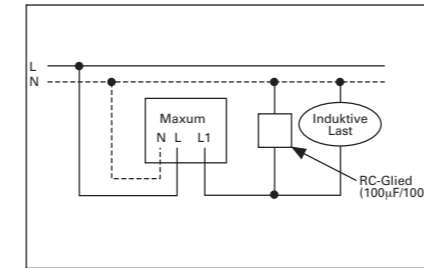 L
N
Maxum
N L L1
Induktive
Last
RC-Glied
(100µF/100